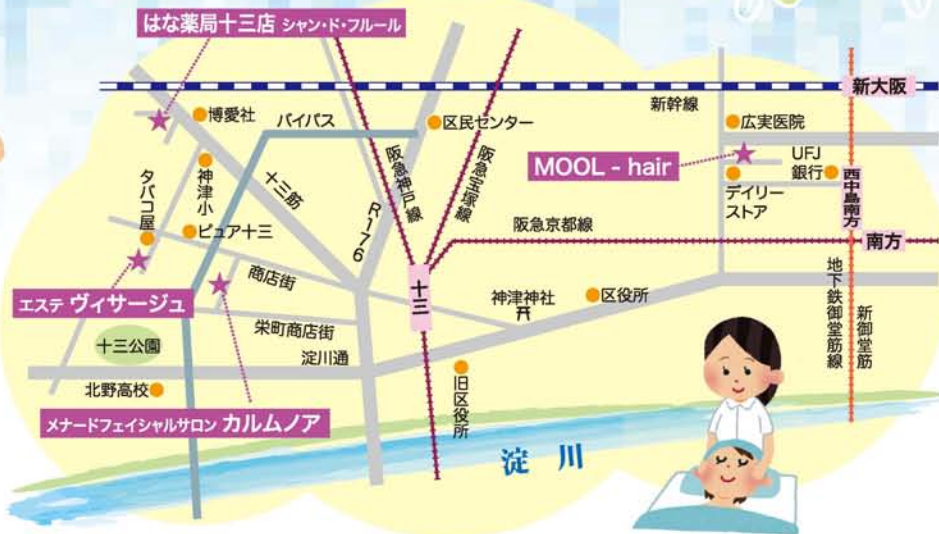 はな薬局十三店 シャン・ド・フルール
新大阪
新幹線
博愛社
バイパス
区民センター
広実医院
MOOL - hair
UFJ
銀行
デイリー
ストア
西中島南方
タバコ屋
神津小
十三筋
R176
阪急神戸線
阪急宝塚線
阪急京都線
南方
ピュア十三
商店街
十三
神津神社
区役所
地下鉄御堂筋線
新御堂筋
エステ ヴィサージュ
栄町商店街
十三公園
淀川通
北野高校
旧区役所
メナードフェイシャルサロン カルムノア
淀川